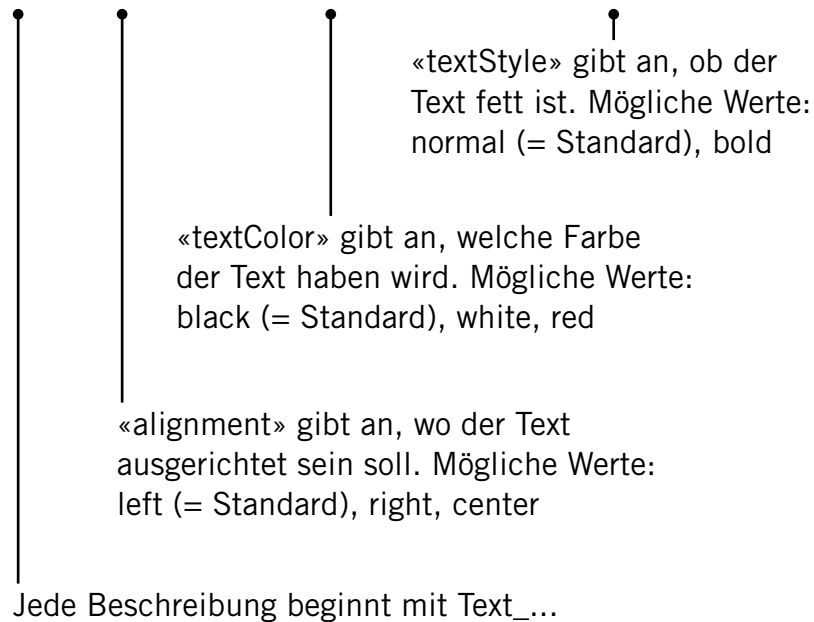 «textStyle» gibt an, ob der
Text fett ist. Mögliche Werte:
normal (= Standard), bold
«textColor» gibt an, welche Farbe
der Text haben wird. Mögliche Werte:
black (= Standard), white, red
«alignment» gibt an, wo der Text
ausgerichtet sein soll. Mögliche Werte:
left (= Standard), right, center
Jede Beschreibung beginnt mit Text_...